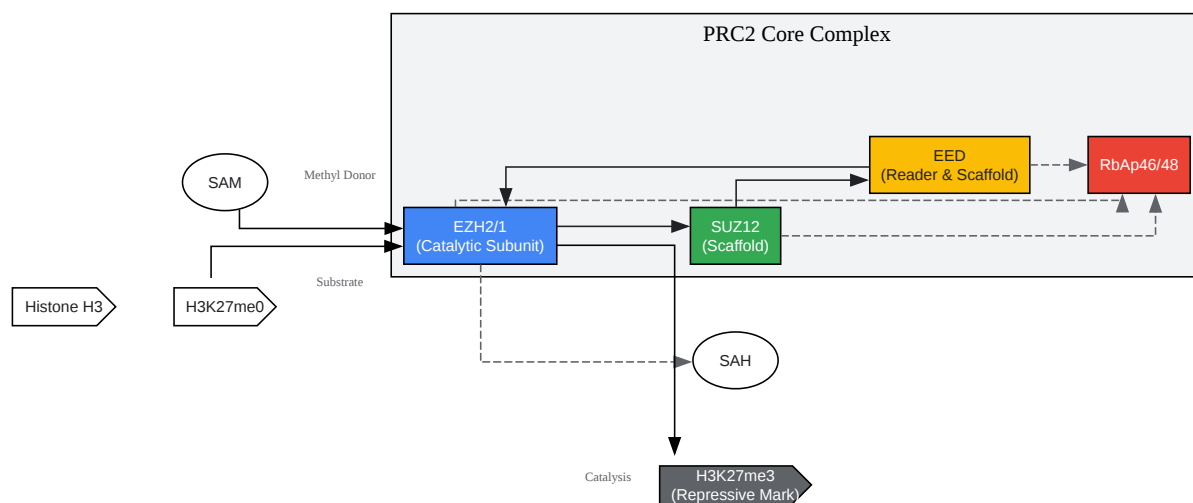 PRC2 Core Complex
EED
(Reader & Scaffold)
RbAp46/48
SAM
Methyl Donor
EZH2/1
(Catalytic Subunit)
SUZ12
(Scaffold)
Substrate
Histone H3
H3K27me0
SAH
Catalysis
H3K27me3
(Repressive Mark)